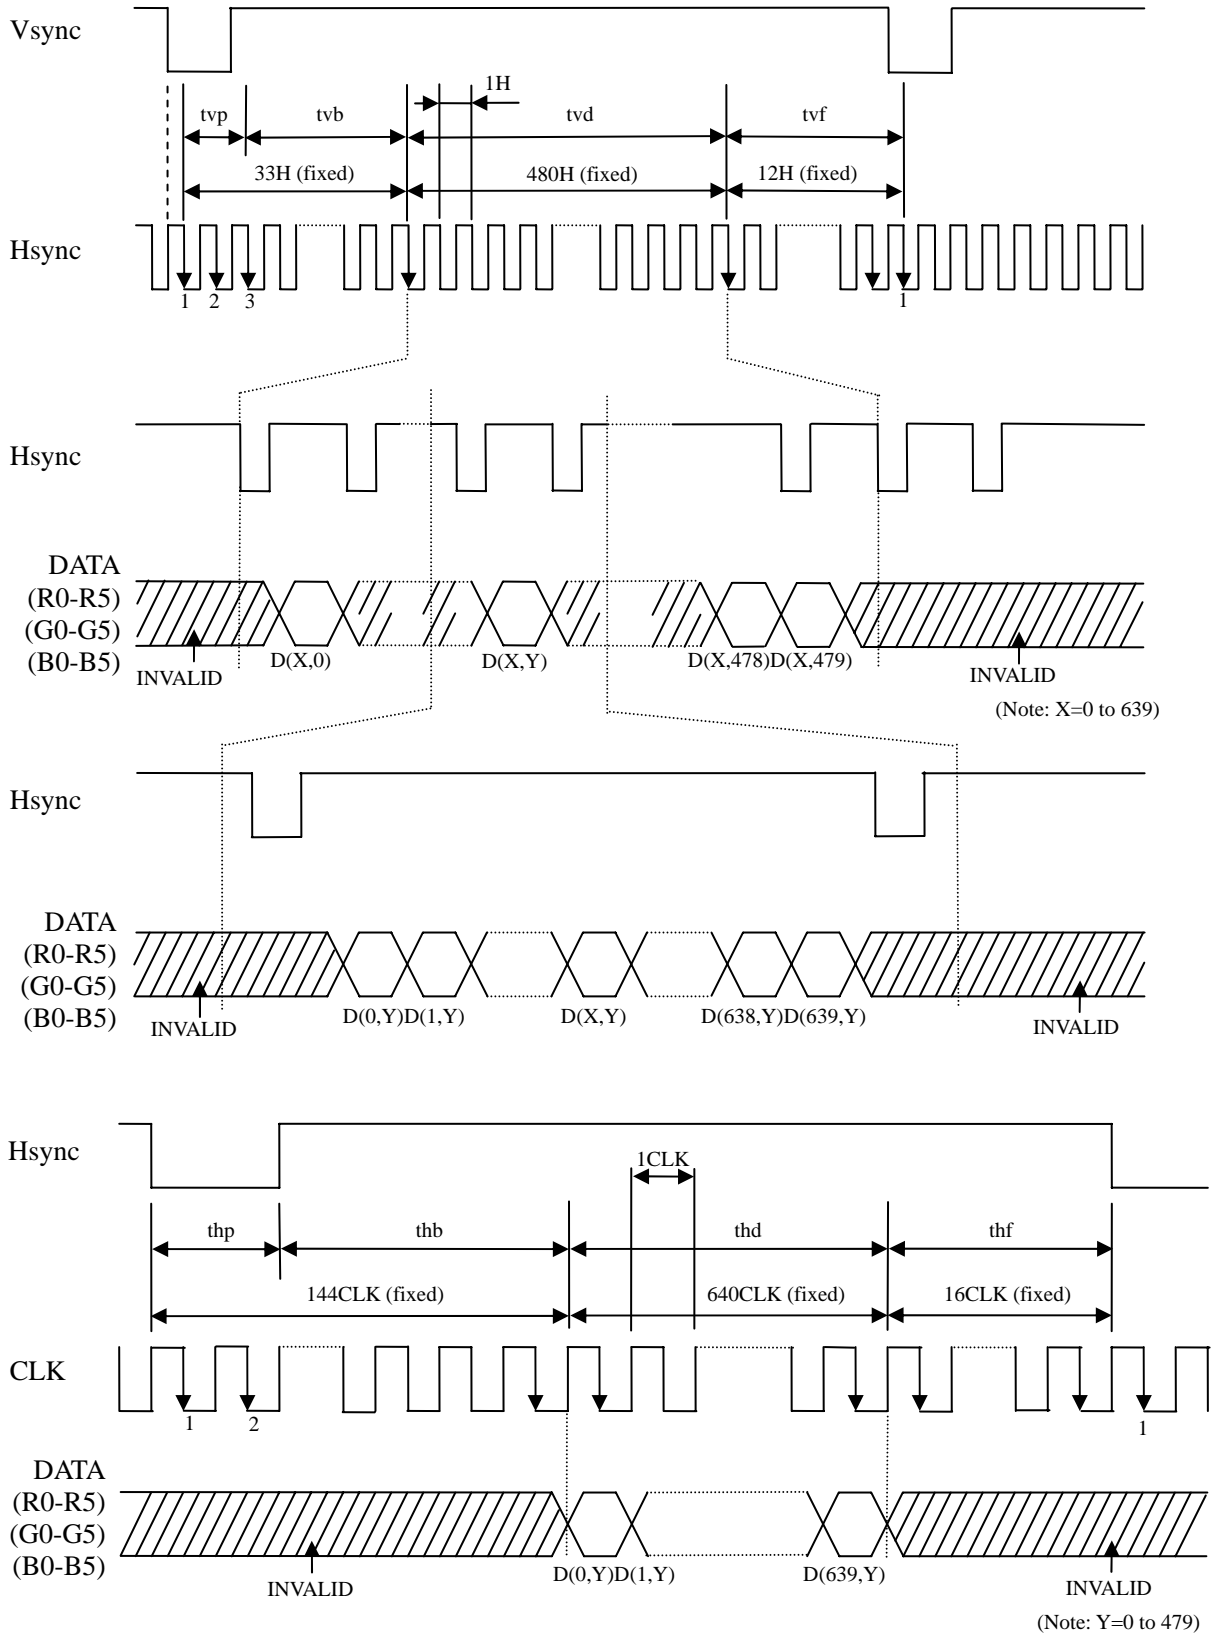 Vsync
1H
tvp tvb tvd tvf
33H (fixed) 480H (fixed) 12H (fixed)
Hsync
1 2 3 1
Hsync
DATA
(R0-R5)
(G0-G5)
(B0-B5)
D(X,0) D(X,Y) D(X,478)D(X,479)
INVALID INVALID
(Note: X=0 to 639)
Hsync
DATA
(R0-R5)
(G0-G5)
(B0-B5)
D(0,Y)D(1,Y) D(X,Y) D(638,Y)D(639,Y)
INVALID INVALID
Hsync
1CLK
thp thb thd thf
144CLK (fixed) 640CLK (fixed) 16CLK (fixed)
CLK
1 2 1
DATA
(R0-R5)
(G0-G5)
(B0-B5)
D(0,Y)D(1,Y) D(639,Y)
INVALID INVALID
(Note: Y=0 to 479)